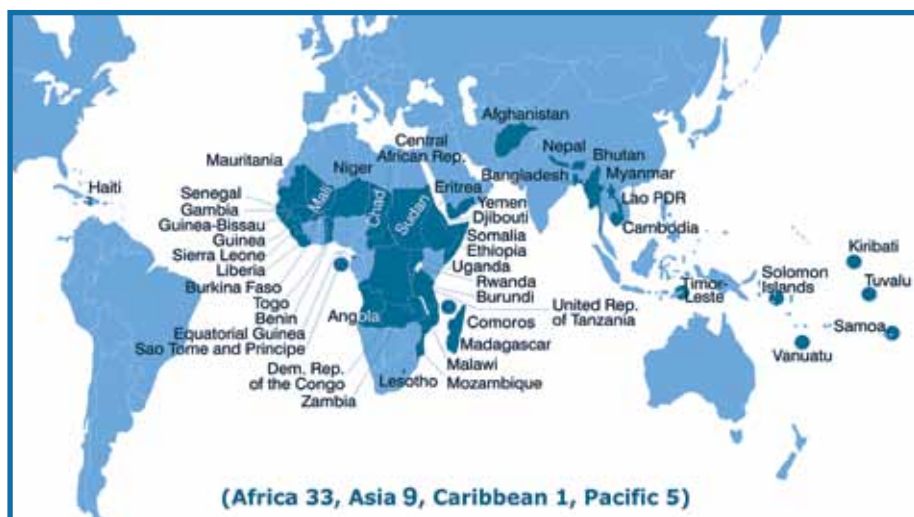 Afghanistan
Central
African Rep.
Nepal
Bhutan
Mauritania
Niger
Bangladesh
Myanmar
Haiti
Mali
Chad
Sudan
Eritrea
Lao PDR
Senegal
Yemen
Gambia
Djibouti
Cambodia
Guinea-Bissau
Somalia
Guinea
Ethiopia
Kiribati
Sierra Leone
Uganda
Liberia
Rwanda
Timor-
Leste
Solomon
Islands
Tuvalu
Burkina Faso
Burundi
Togo
United Rep.
of Tanzania
Benin
Angola
Comoros
Samoa
Equatorial Guinea
Sao Tome and Principe
Madagascar
Vanuatu
Dem. Rep.
of the Congo
Malawi
Lesotho
Mozambique
Zambia
(Africa 33, Asia 9, Caribbean 1, Pacific 5)